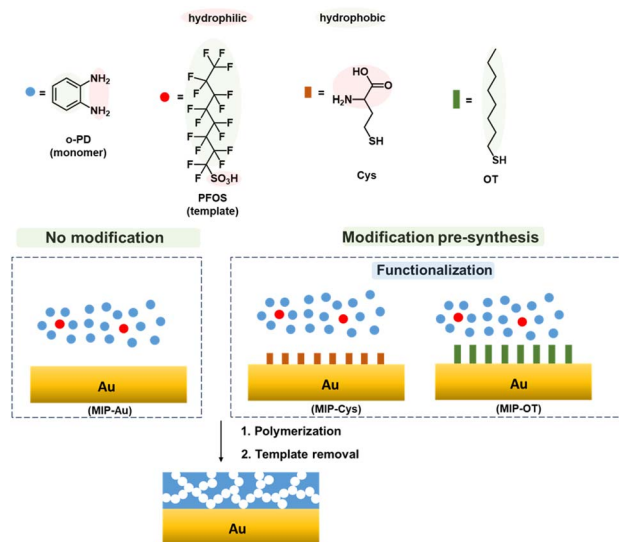 hydrophilic
hydrophobic
NH2
NH2
o-PD
(monomer)
F F
F F
F F
F F
F F
F F
F F
F F
F SO3H
PFOS
(template)
HO
O
H2N
SH
Cys
SH
OT
=
=
=
=
No modification
Modification pre-synthesis
Functionalization
Au
(MIP-Au)
Au
(MIP-Cys)
Au
(MIP-OT)
1. Polymerization
2. Template removal
Au